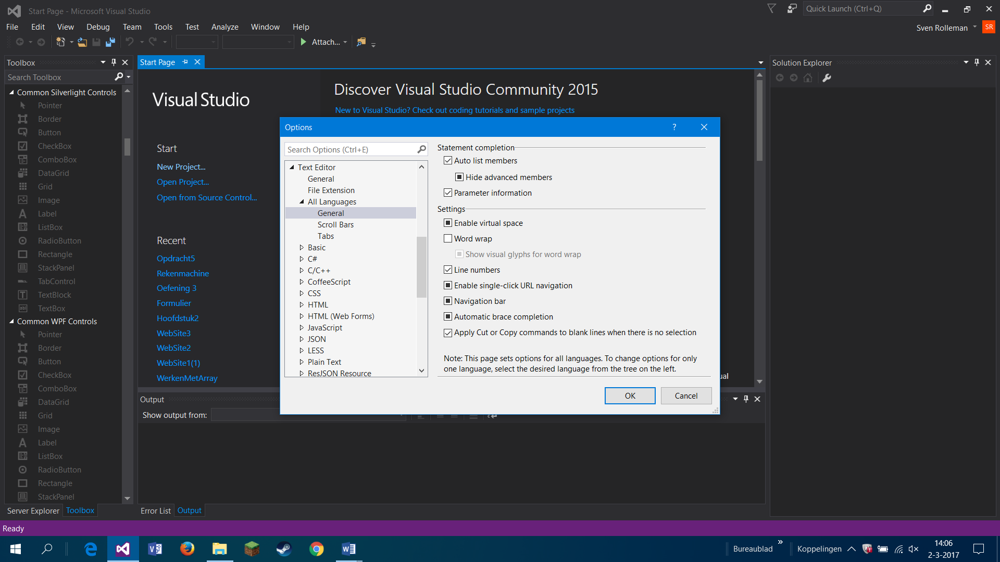 Start Page - Microsoft Visual Studio
Quick Launch (Ctrl+Q)
File Edit View Debug Team Tools Test Analyze Window Help
Sven Rolleman SR
Attach...
Toolbox
Search Toolbox
Common Silverlight Controls
Pointer
Border
Button
CheckBox
ComboBox
DataGrid
Grid
Image
Label
ListBox
RadioButton
Rectangle
StackPanel
TabControl
TextBlock
TextBox
Common WPF Controls
Pointer
Border
Button
CheckBox
ComboBox
DataGrid
Grid
Image
Label
ListBox
RadioButton
Rectangle
StackPanel
Server Explorer Toolbox
Start Page
Visual Studio
Discover Visual Studio Community 2015
New to Visual Studio? Check out coding tutorials and sample projects
Start
New Project...
Open Project...
Open from Source Control...
Recent
Opdracht5
Rekenmachine
Oefening 3
Formulier
Hoofdstuk2
WebSite3
WebSite2
WebSite1(1)
WerkenMetArray
Options
?
Search Options (Ctrl+E)
Text Editor
General
File Extension
All Languages
General
Scroll Bars
Tabs
Basic
C#
C/C++
CoffeeScript
CSS
HTML
HTML (Web Forms)
JavaScript
JSON
LESS
Plain Text
ResJSON Resource
Statement completion
Auto list members
Hide advanced members
Parameter information
Settings
Enable virtual space
Word wrap
Show visual glyphs for word wrap
Line numbers
Enable single-click URL navigation
Navigation bar
Automatic brace completion
Apply Cut or Copy commands to blank lines when there is no selection
Note: This page sets options for all languages. To change options for only
one language, select the desired language from the tree on the left.
OK Cancel
ual
Output
Show output from:
Error List Output
Solution Explorer
Ready
Bureaublad
Koppelingen
14:06
2-3-2017